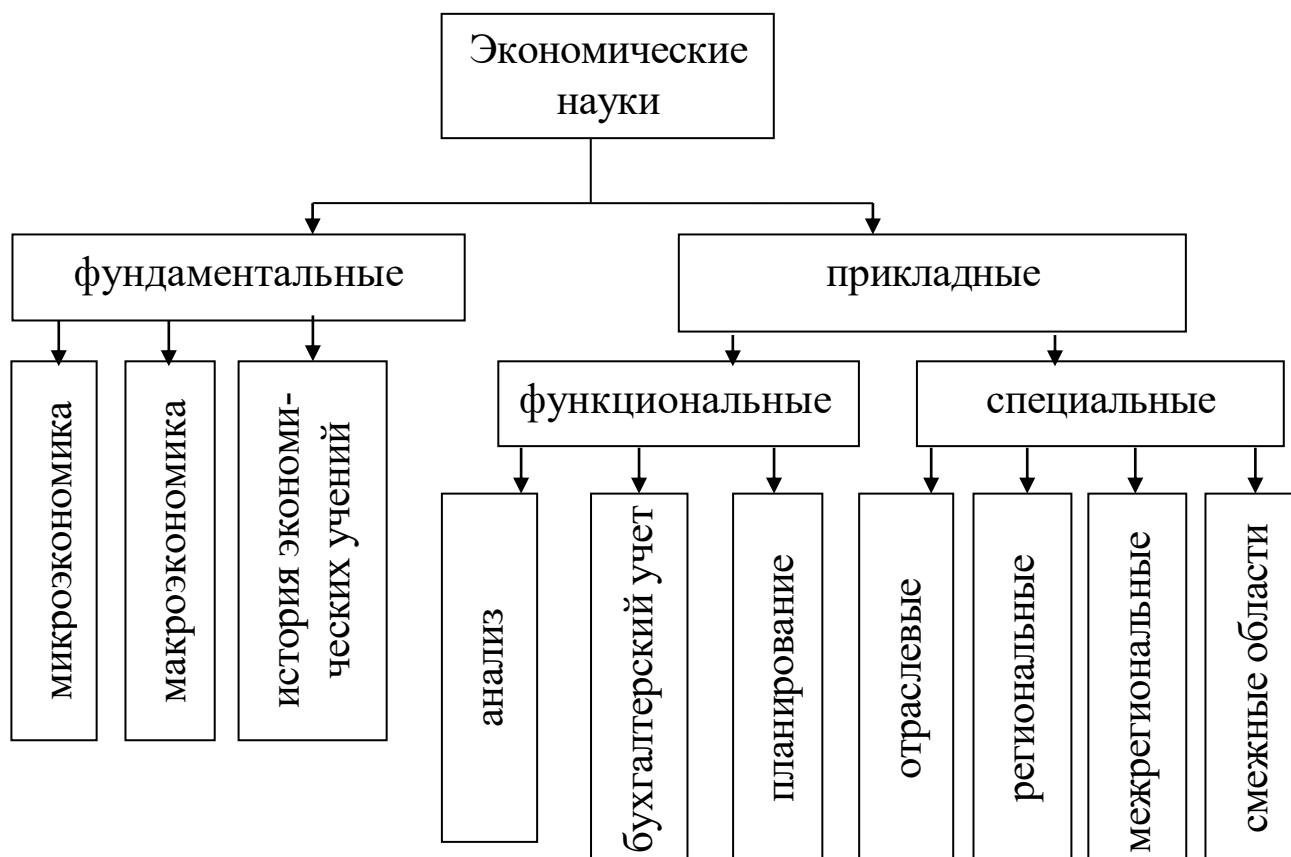 Экономические
науки
фундаментальные
прикладные
функциональные
специальные
микроэкономика
макроэкономика
история экономи-
ческих учений
анализ
бухгалтерский учет
планирование
отраслевые
региональные
межрегиональные
смежные области